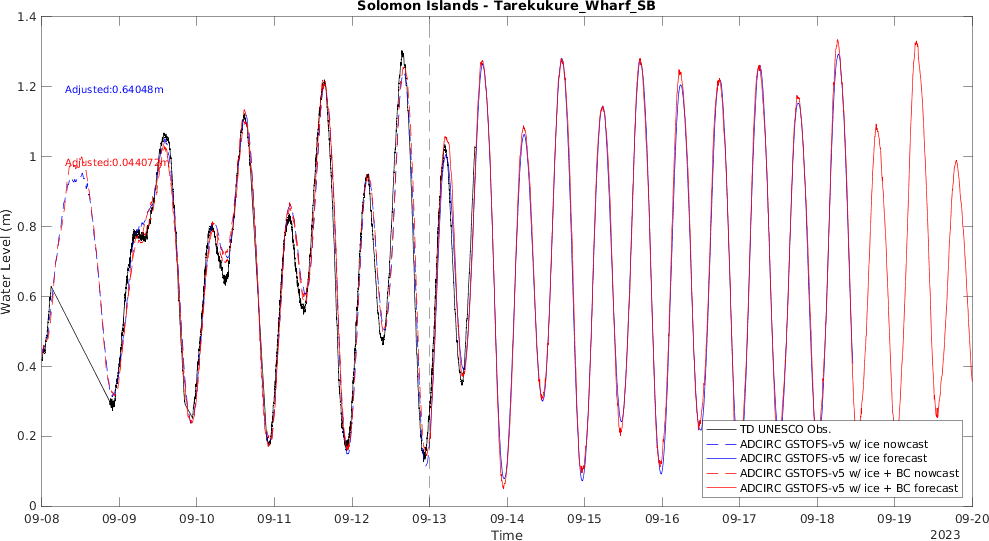 Solomon Islands - Tarekukure_Wharf_SB
1.4
1.2
1
0.8
0.6
0.4
0.2
0
Water Level (m)
Adjusted:0.64048m
Adjusted:0.044072m
TD UNESCO Obs.
ADCIRC GSTOFS-v5 w/ ice nowcast
ADCIRC GSTOFS-v5 w/ ice forecast
ADCIRC GSTOFS-v5 w/ ice + BC nowcast
ADCIRC GSTOFS-v5 w/ ice + BC forecast
09-08 09-09 09-10 09-11 09-12 09-13 09-14 09-15 09-16 09-17 09-18 09-19 09-20
Time
2023